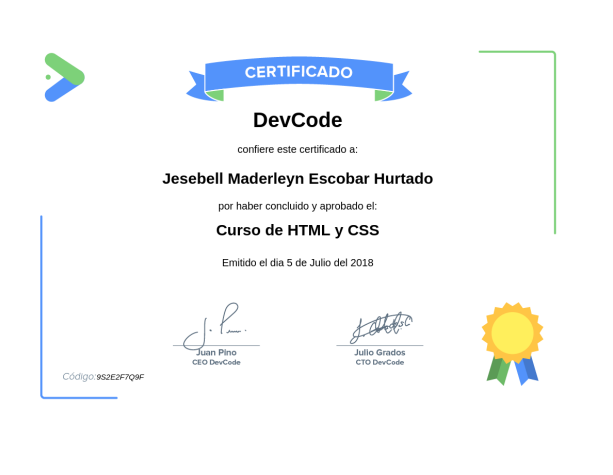 CERTIFICADO
DevCode
confiere este certificado a:
Jesebell Maderleyn Escobar Hurtado
por haber concluido y aprobado el:
Curso de HTML y CSS
Emitido el dia 5 de Julio del 2018
Juan Pino
CEO DevCode
Julio Grados
CTO DevCode
Código:9S2E2F7Q9F